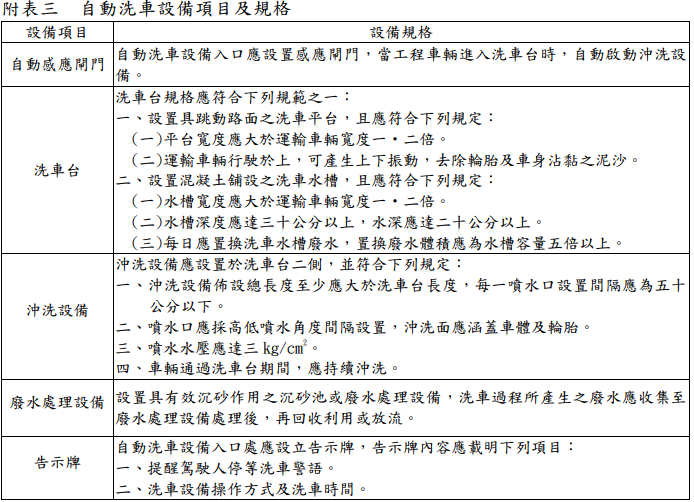 附表三　自動洗車設備項目及規格
設備項目　設備規格
自動感應閘門　自動洗車設備入口應設置感應閘門，當工程車輛進入洗車台時，自動啟動沖洗設
備。
洗車台規格應符合下列規範之一：
一、設置具跳動路面之洗車平台，且應符合下列規定：
(一)平台寬度應大於運輸車輛寬度一·二倍。
洗車台　(二)運輸車輛行駛於上，可產生上下振動，去除輪胎及車身沾黏之泥沙。
二、設置混凝土舖設之洗車水槽，且應符合下列規定：
(一)水槽寬度應大於運輸車輛寬度一·二倍。
(二)水槽深度應達三十公分以上，水深應達二十公分以上。
(三)每日應置換洗車水槽廢水，置換廢水體積應為水槽容量五倍以上。
沖洗設備應設置於洗車台二側，並符合下列規定：
一、沖洗設備佈設總長度至少應大於洗車台長度，每一噴水口設置間隔應為五十
沖洗設備　公分以下。
二、噴水口應採高低噴水角度間隔設置，沖洗面應涵蓋車體及輪胎。
三、噴水水壓應達三 kg/cm²。
四、車輛通過洗車台期間，應持續沖洗。
廢水處理設備　設置具有效沉砂作用之沉砂池或廢水處理設備，洗車過程所產生之廢水應收集至
廢水處理設備處理後，再回收利用或放流。
自動洗車設備入口處應設立告示牌，告示牌內容應載明下列項目：
告示牌　一、提醒駕駛人停等洗車警語。
二、洗車設備操作方式及洗車時間。